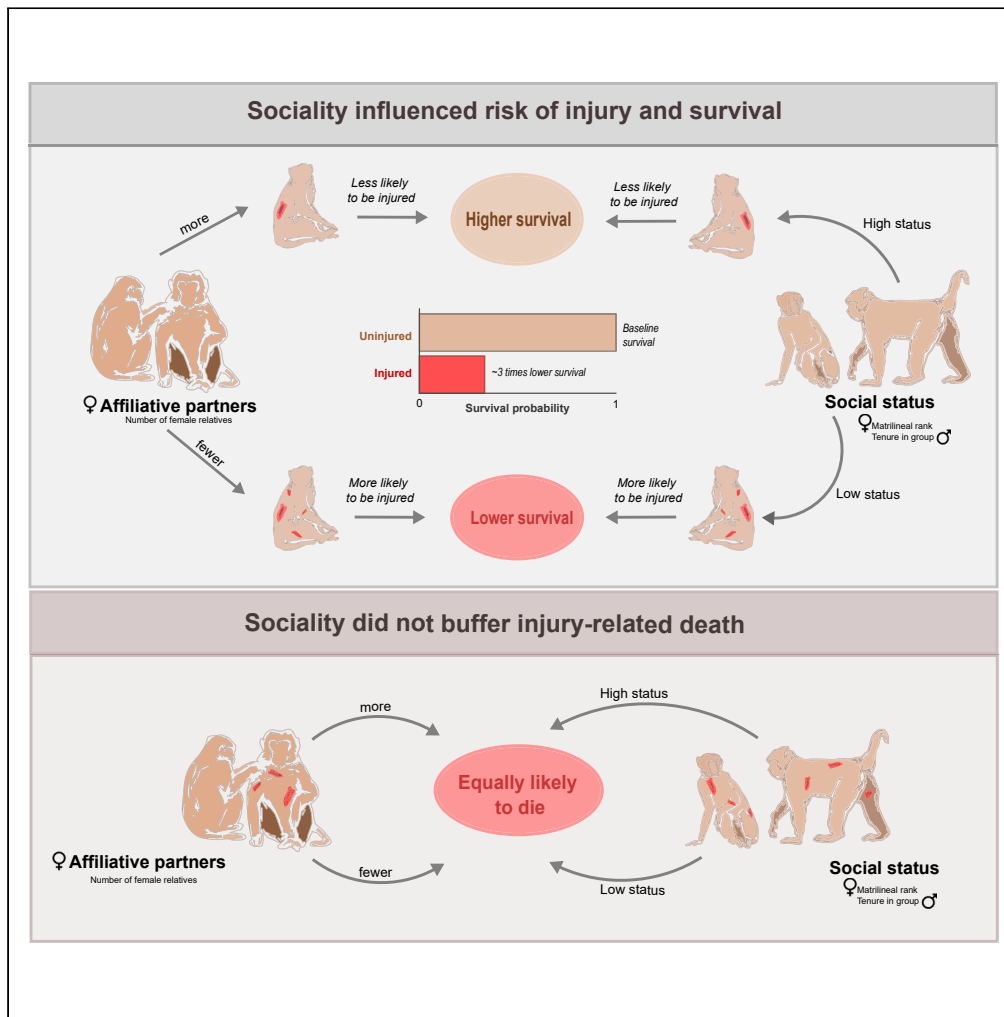 Sociality influenced risk of injury and survival
Less likely
to be injured
Higher survival
Less likely
to be injured
more
High status
Uninjured
Baseline
survival
Injured
~3 times lower survival
0
1
Survival probability
♀ Affiliative partners
Number of female relatives
Social status
♀ Matrilineal rank
Tenure in group ♂
fewer
Low status
More likely
to be injured
Lower survival
More likely
to be injured
Sociality did not buffer injury-related death
more
High status
Equally likely
to die
♀ Affiliative partners
Number of female relatives
Social status
♀ Matrilineal rank
Tenure in group ♂
fewer
Low status